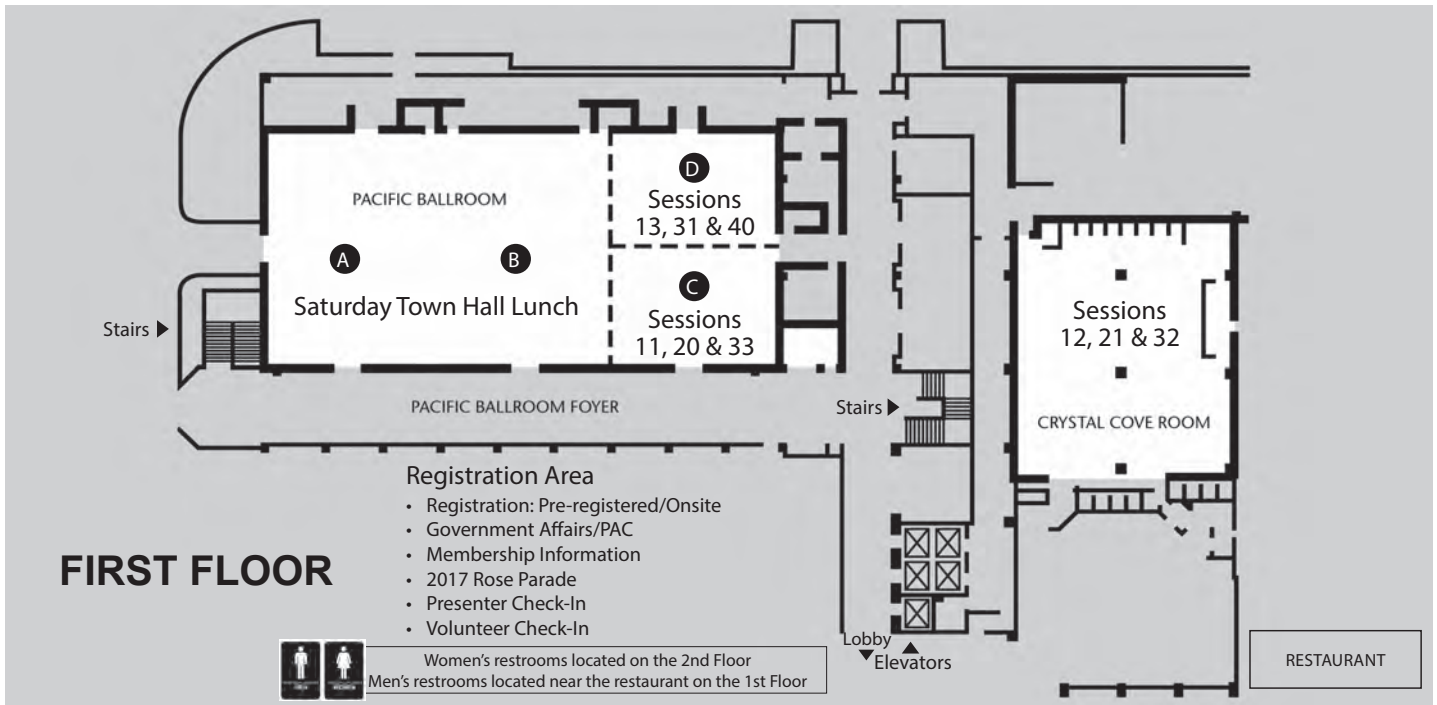 PACIFIC BALLROOM
D
Sessions
13, 31 & 40
A
B
Saturday Town Hall Lunch
C
Sessions
11, 20 & 33
Sessions
12, 21 & 32
Stairs
PACIFIC BALLROOM FOYER
Stairs
CRYSTAL COVE ROOM
Registration Area
• Registration: Pre-registered/Onsite
• Government Affairs/PAC
• Membership Information
• 2017 Rose Parade
• Presenter Check-In
• Volunteer Check-In
FIRST FLOOR
Lobby
Elevators
Women's restrooms located on the 2nd Floor
Men's restrooms located near the restaurant on the 1st Floor
RESTAURANT